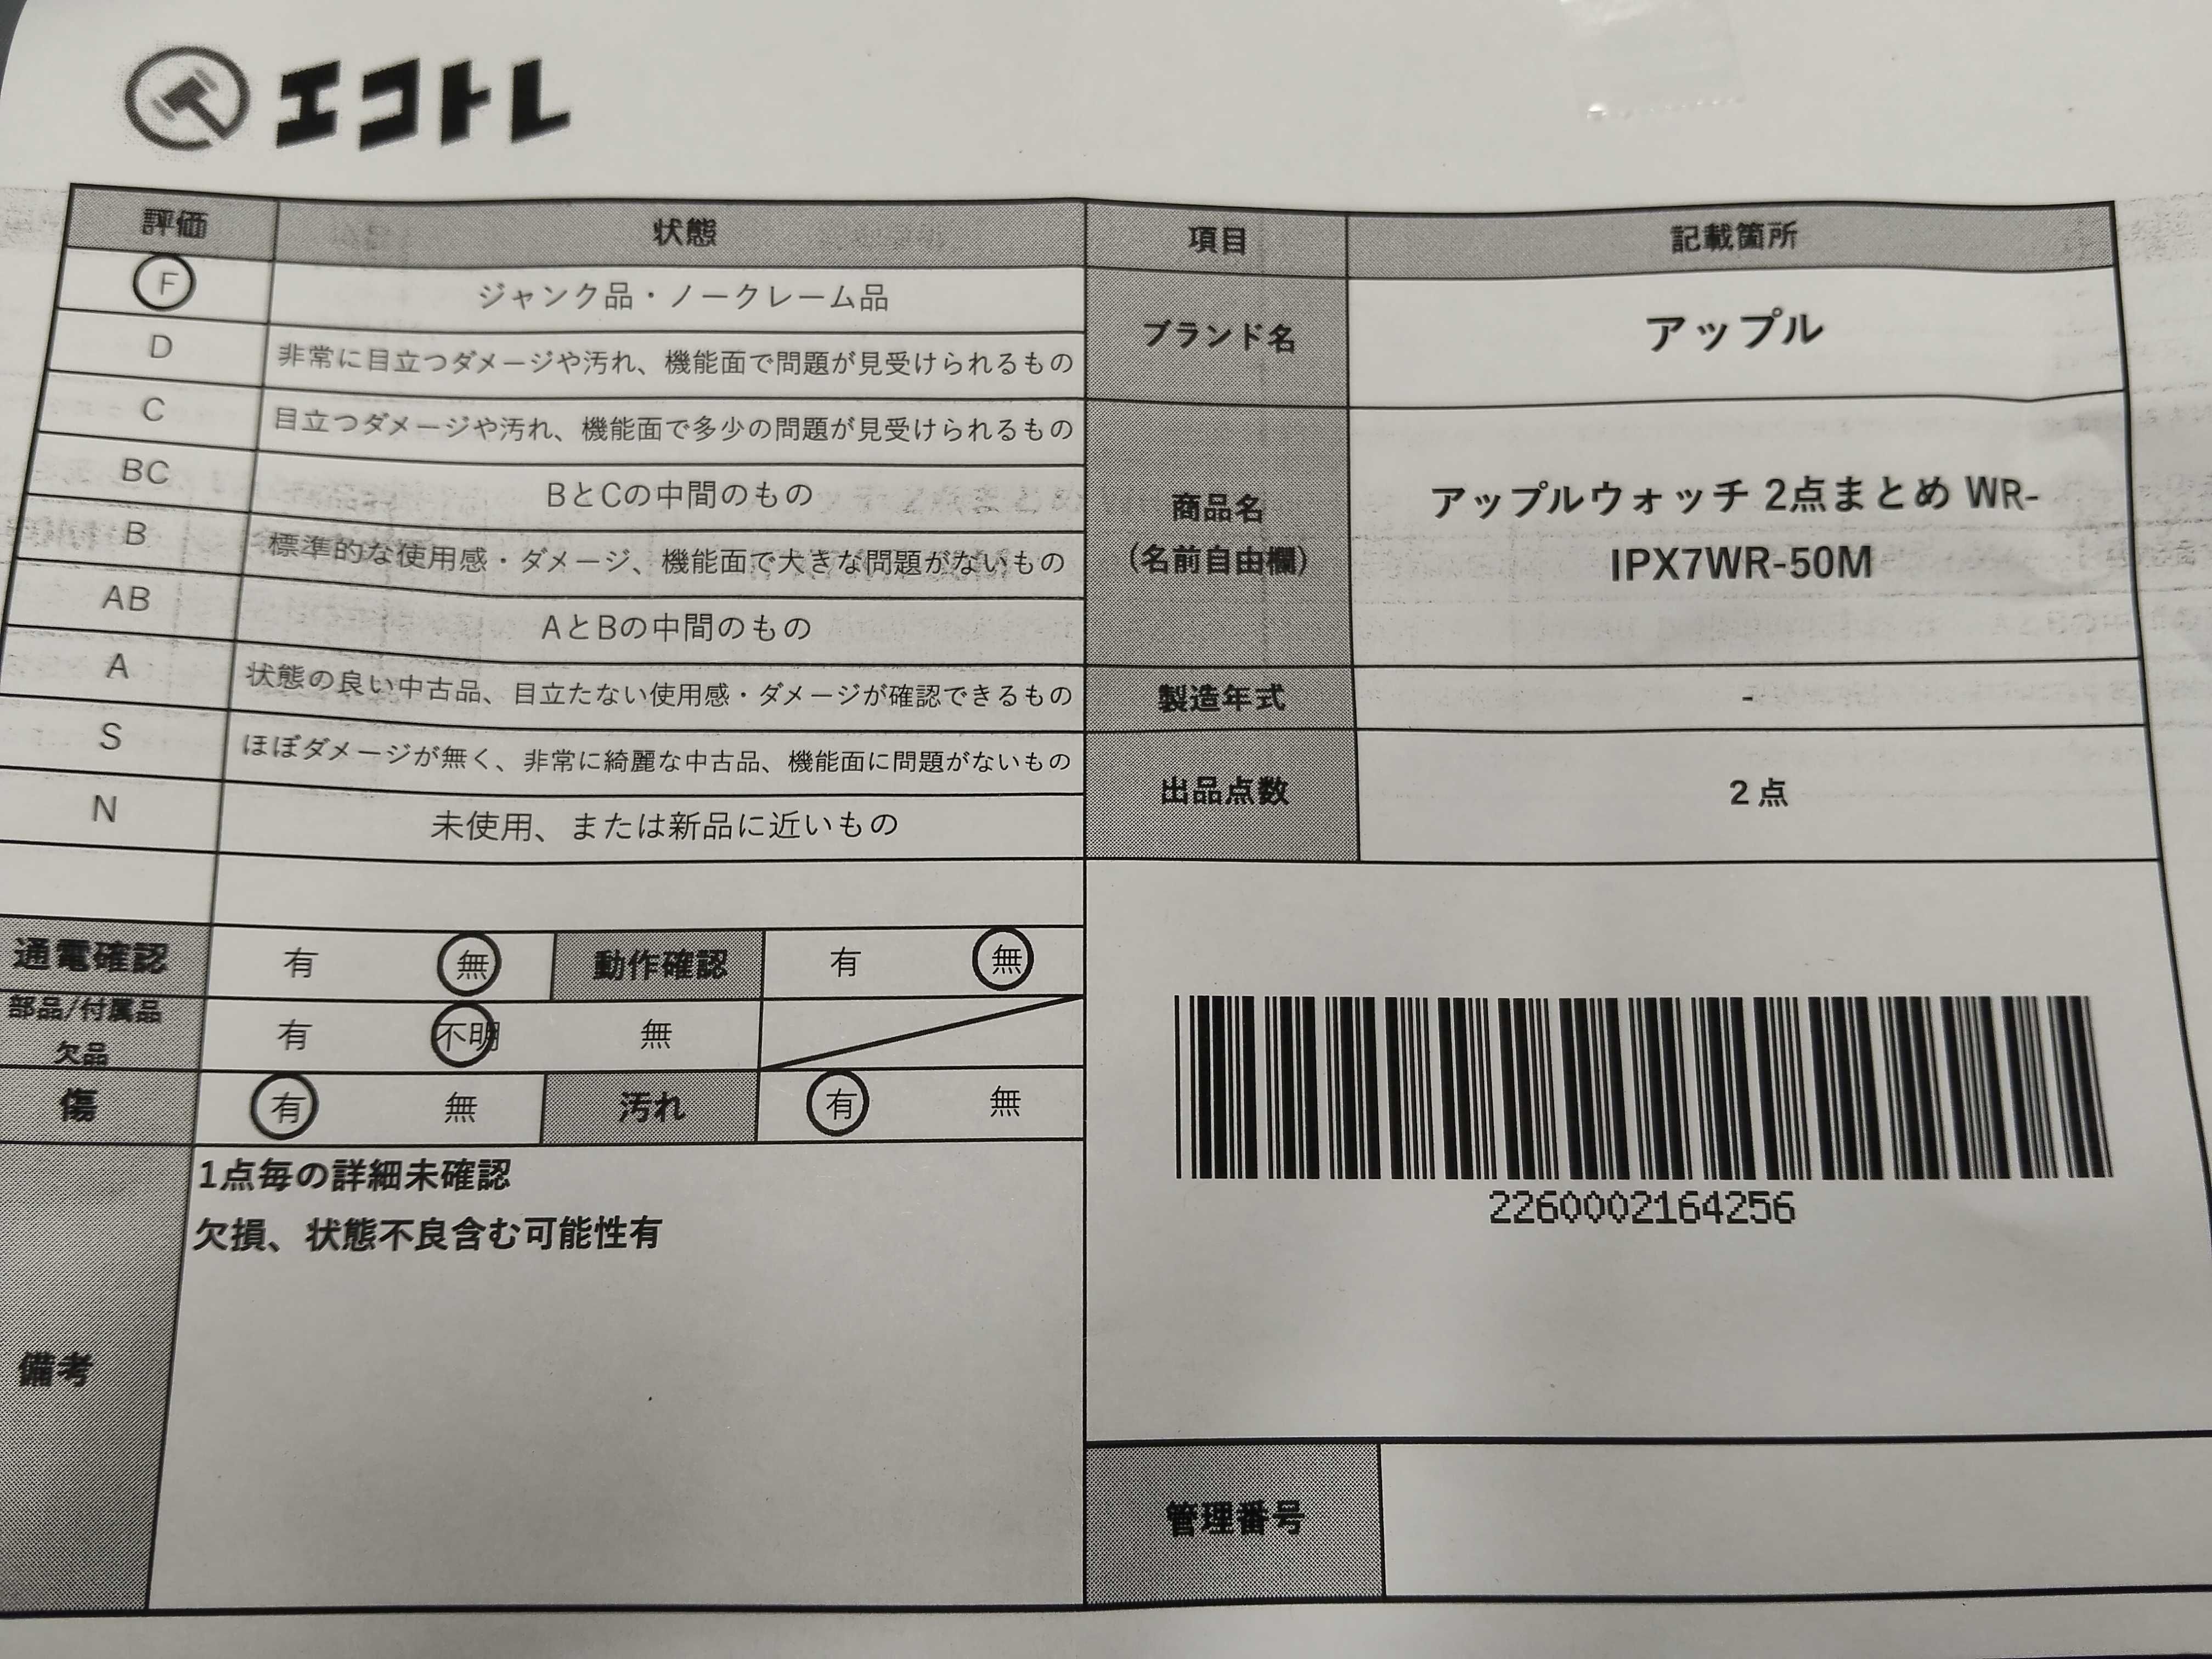 エコトレ
評価 状態
F ジャンク品・ノークレーム品
D 非常に目立つダメージや汚れ、機能面で問題が見受けられるもの
C 目立つダメージや汚れ、機能面で多少の問題が見受けられるもの
BC BとCの中間のもの
B 標準的な使用感・ダメージ、機能面で大きな問題がないもの
AB AとBの中間のもの
A 状態の良い中古品、目立たない使用感・ダメージが確認できるもの
S ほぼダメージが無く、非常に綺麗な中古品、機能面に問題がないもの
N 未使用、または新品に近いもの
通電確認 有 無 動作確認 有 無
部品/付属品
欠品 有 不明 無
傷 有 無 汚れ 有 無
備考
1点毎の詳細未確認
欠損、状態不良含む可能性有
項目 記載箇所
ブランド名 アップル
商品名
(名前自由欄)
アップルウォッチ 2点まとめ WR-
IPX7WR-50M
製造年式 -
出品点数 2 点
2260002164256
管理番号